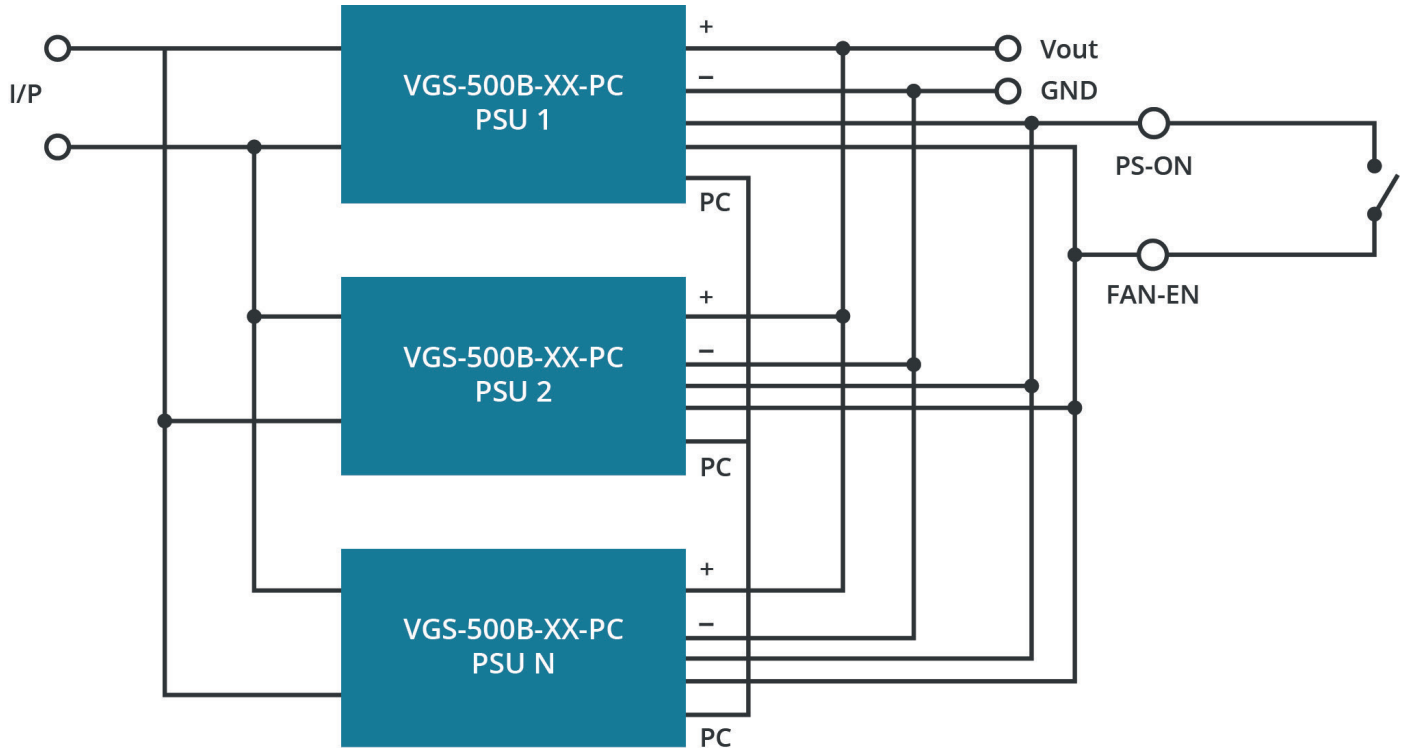 I/P
VGS-500B-XX-PC
PSU 1
+
−
PC
Vout
GND
PS-ON
FAN-EN
VGS-500B-XX-PC
PSU 2
+
−
PC
VGS-500B-XX-PC
PSU N
+
−
PC